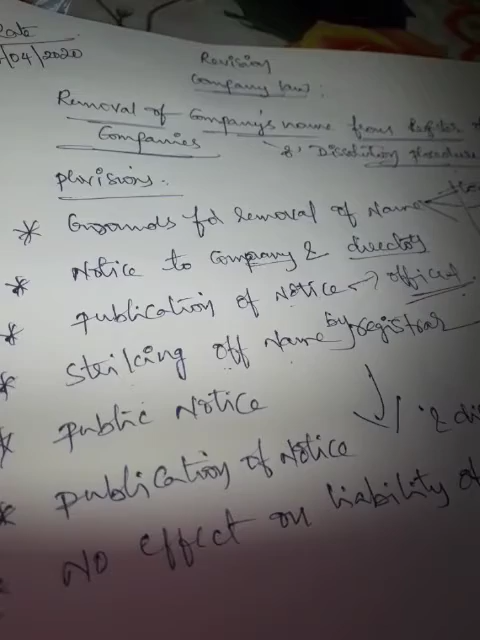 Date
/04/2020
Revision
Company law:
Removal of Company's name from Register of
Companies & Dissolution procedure
provisions:
* Grounds for removal of Name
* Notice to Company & directors
* publication of Notice → official
* Striking off Name by registrar
* public Notice
* publication of Notice
No effect on liability of